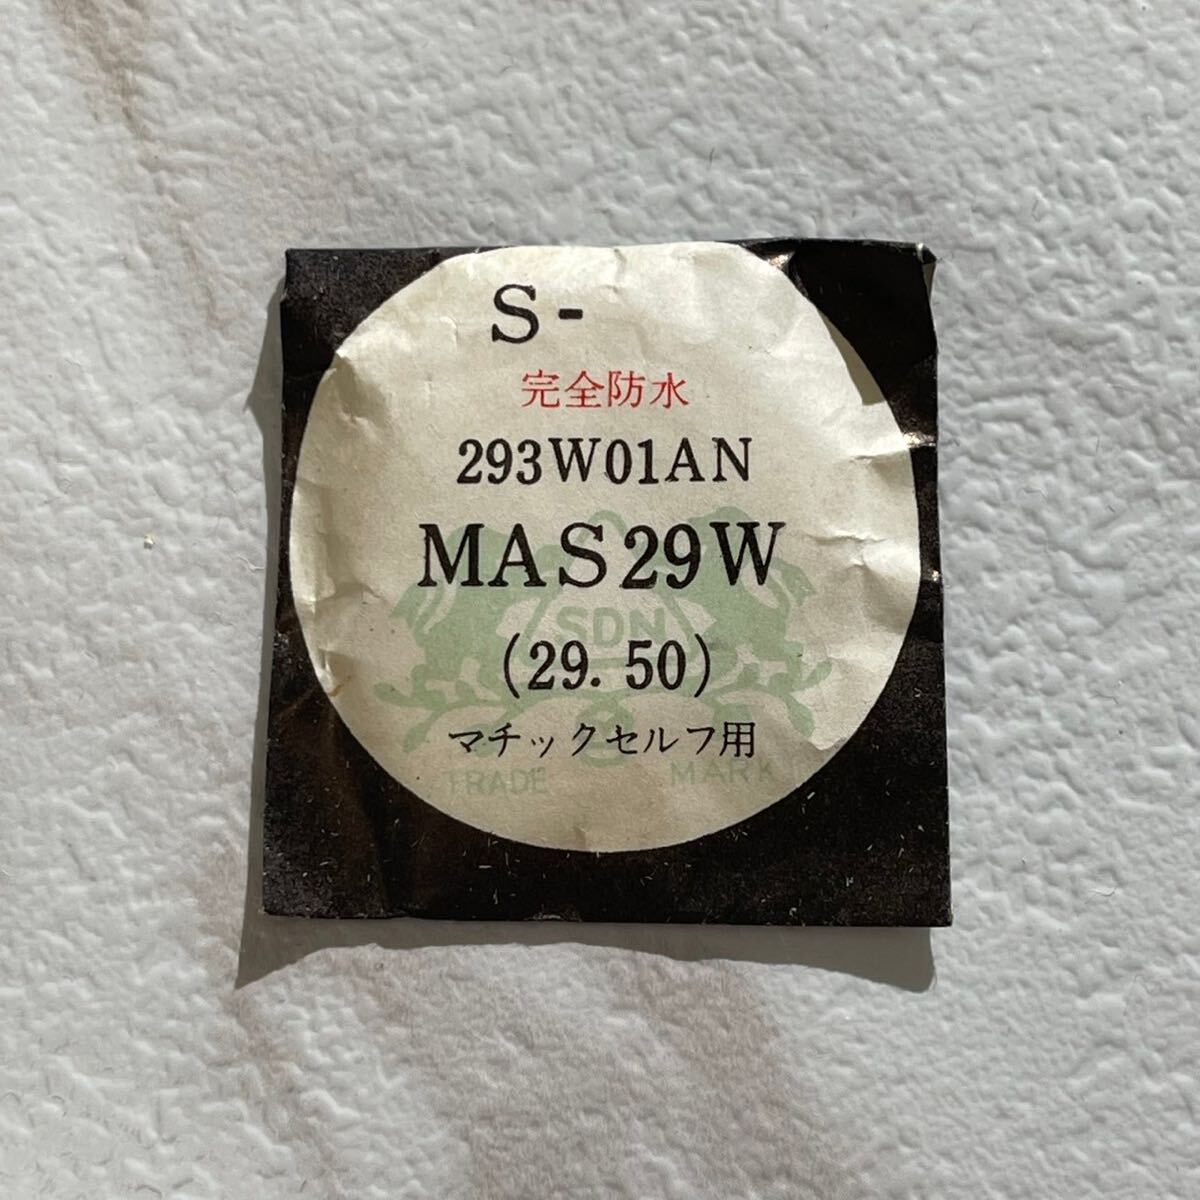 S-
完全防水
293W01AN
MAS29W
SDN
(29.50)
マチックセルフ用
TRADE MARK